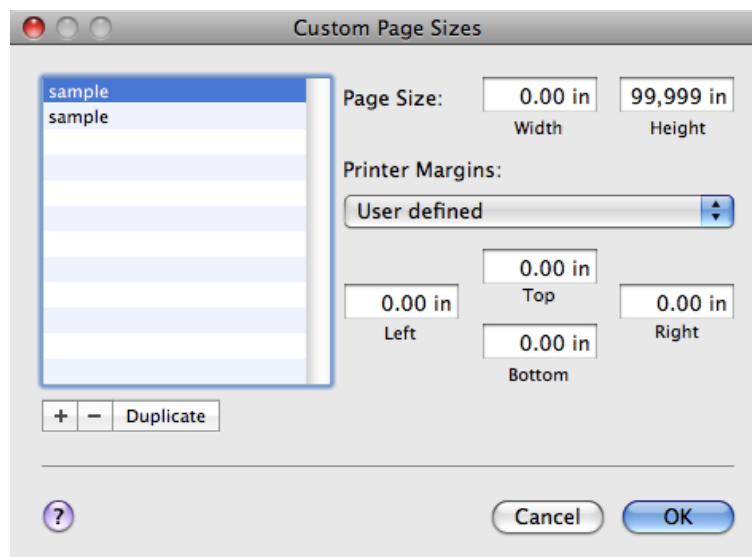 Custom Page Sizes
sample
sample
Page Size:
0.00 in
99,999 in
Width
Height
Printer Margins:
User defined
0.00 in
Top
0.00 in
Left
0.00 in
Right
0.00 in
Bottom
+ − Duplicate
?
Cancel
OK